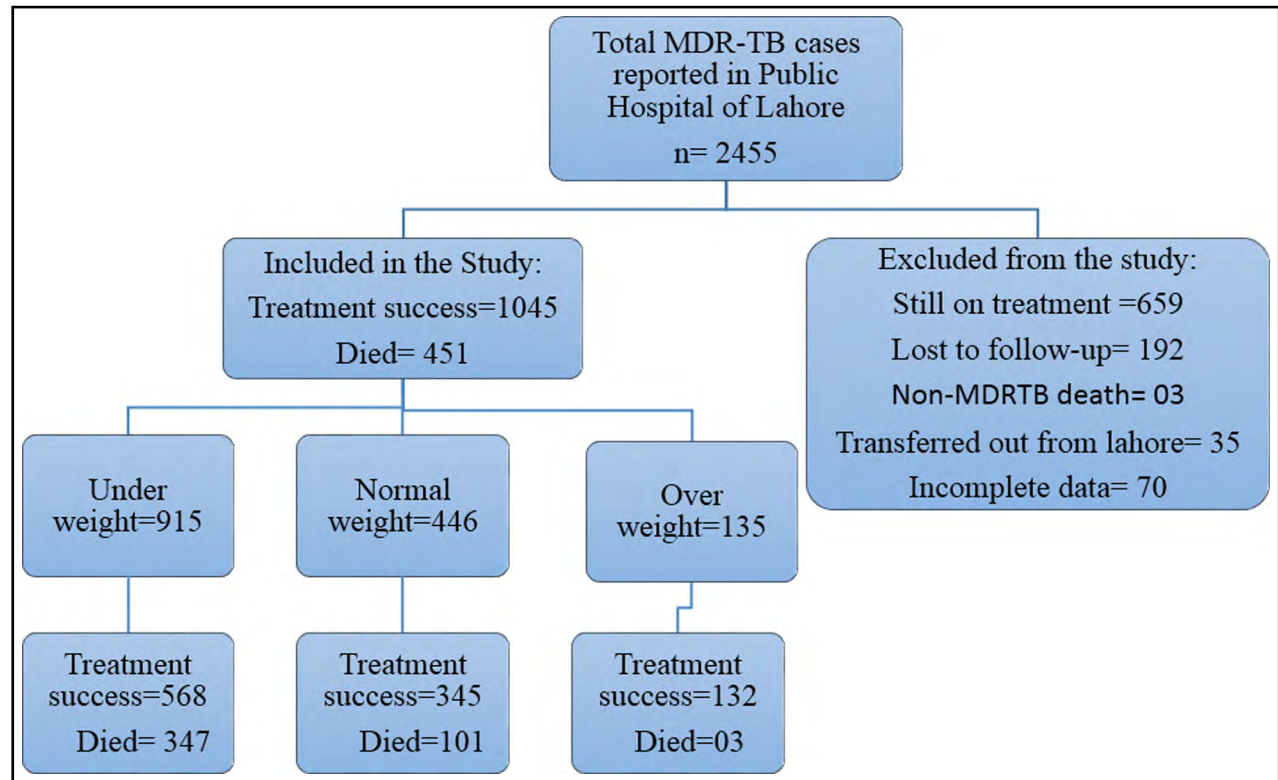 Total MDR-TB cases
reported in Public
Hospital of Lahore
n= 2455
Included in the Study:
Treatment success=1045
Died= 451
Excluded from the study:
Still on treatment =659
Lost to follow-up= 192
Non-MDRTB death= 03
Transferred out from lahore= 35
Incomplete data= 70
Under
weight=915
Normal
weight=446
Over
weight=135
Treatment
success=568
Died= 347
Treatment
success=345
Died=101
Treatment
success=132
Died=03